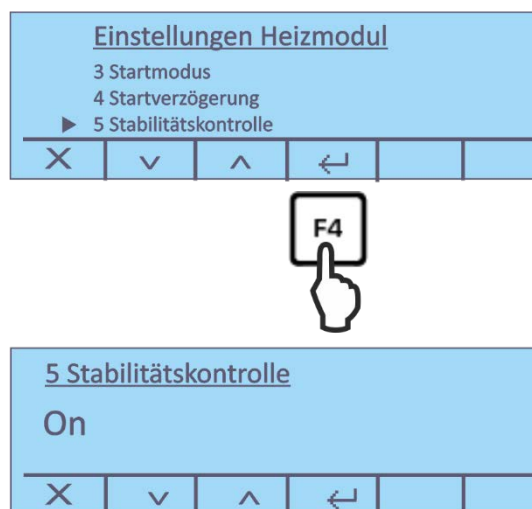 Einstellungen Heizmodul
3 Startmodus
4 Startverzögerung
5 Stabilitätskontrolle
F4
5 Stabilitätskontrolle
On